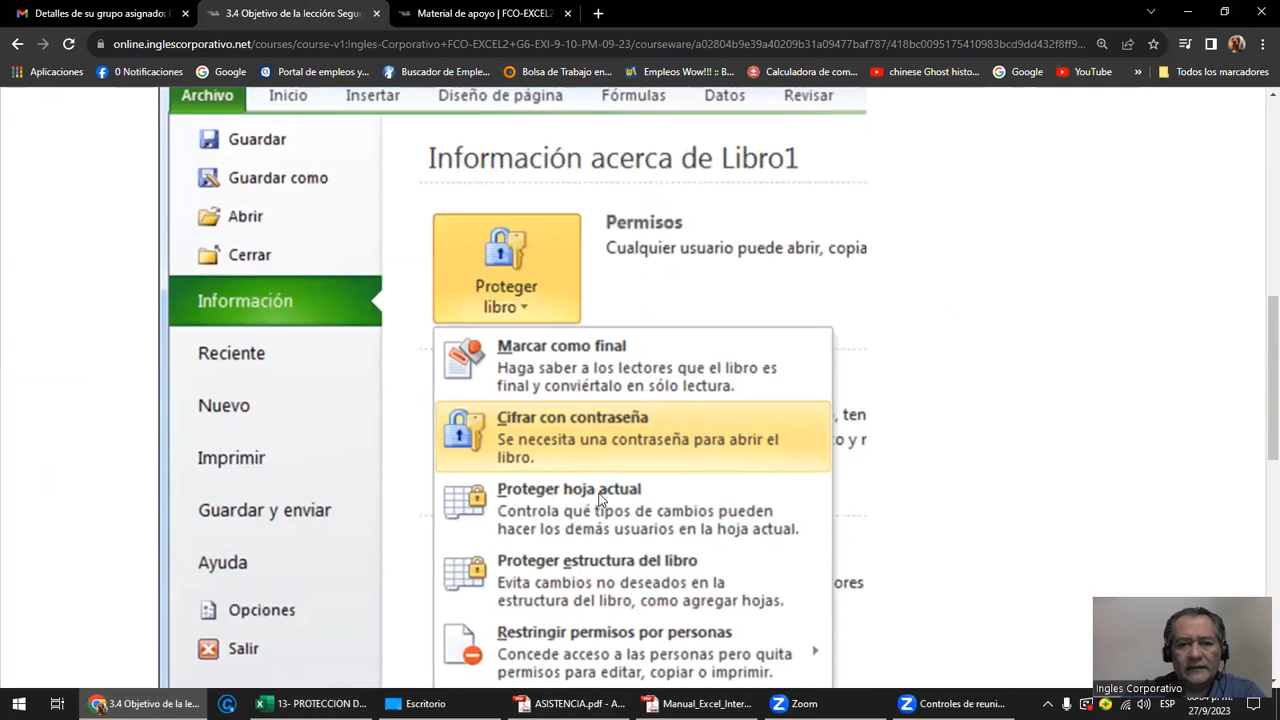 Detalles de su grupo asignado:
3.4 Objetivo de la lección: Segu
Material de apoyo | FCO-EXCEL2
online.inglescorporativo.net/courses/course-v1:Ingles-Corporativo+FCO-EXCEL2+G6-EXI-9-10-PM-09-23/courseware/a02804b9e39a3171920b31a09477baf787/418bc0095175410983bcd9dd432f8ff9...
Aplicaciones
0 Notificaciones
Google
Portal de empleos y...
Buscador de Emple...
Bolsa de Trabajo en...
Empleos Wow!!! :: B...
Calculadora de com...
chinese Ghost histo...
Google
YouTube
»
Todos los marcadores
Archivo Inicio Insertar Diseño de página Fórmulas Datos Revisar
Guardar
Guardar como
Abrir
Cerrar
Información
Reciente
Nuevo
Imprimir
Guardar y enviar
Ayuda
Opciones
Salir
Información acerca de Libro1
Proteger
libro
Permisos
Cualquier usuario puede abrir, copia
Marcar como final
Haga saber a los lectores que el libro es
final y conviértalo en sólo lectura.
Cifrar con contraseña
Se necesita una contraseña para abrir el
libro.
Proteger hoja actual
Controla qué tipos de cambios pueden
hacer los demás usuarios en la hoja actual.
Proteger estructura del libro
Evita cambios no deseados en la
estructura del libro, como agregar hojas.
Restringir permisos por personas
Concede acceso a las personas pero quita
permisos para editar, copiar o imprimir.
, ten
o y r
ores
Ingles Corporativo
3.4 Objetivo de la le...
13- PROTECCION D...
Escritorio
ASISTENCIA.pdf - A...
Manual_Excel_Inter...
Zoom
Controles de reuni...
ESP
27/9/2023